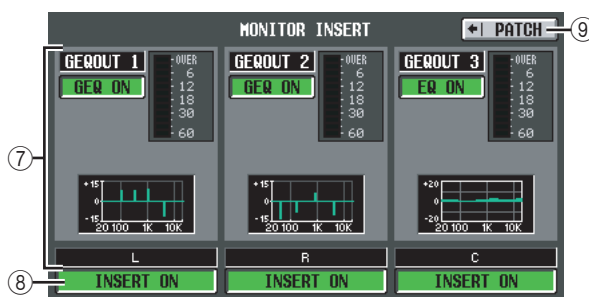 MONITOR INSERT
PATCH
⑨
GEQOUT 1
GEQ ON
OVER
6
12
18
30
60
+15
0
-15
20 100 1K 10K
L
INSERT ON
GEQOUT 2
GEQ ON
OVER
6
12
18
30
60
+15
0
-15
20 100 1K 10K
R
INSERT ON
GEQOUT 3
EQ ON
OVER
6
12
18
30
60
+20
0
-20
20 100 1K 10K
C
INSERT ON
⑦
⑧